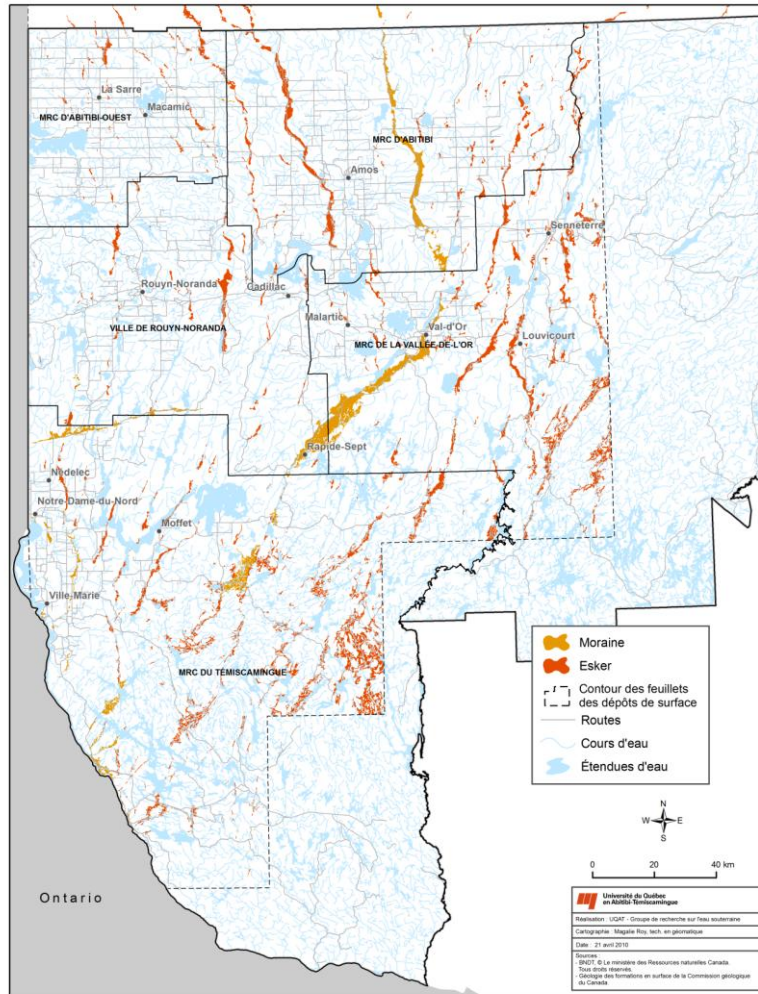 La Sarre
Macamic
MRC D'ABITIBI-OUEST
MRC D'ABITIBI
Amos
Senneterre
Rouyn-Noranda
Cadillac
Malartic
Val-d'Or
VILLE DE ROUYN-NORANDA
MRC DE LA VALLÉE-DE-L'OR
Louvicourt
Rapide-Sept
Nédelec
Notre-Dame-du-Nord
Moffet
Ville-Marie
MRC DU TÉMISCAMINGUE
Moraine
Esker
Contour des feuillets
des dépôts de surface
Routes
Cours d'eau
Étendues d'eau
N
W E
S
0 20 40 km
Ontario
Université du Québec
en Abitibi-Témiscamingue
Réalisation : UQAT - Groupe de recherche sur l'eau souterraine
Cartographie : Magalie Roy, tech. en géomatique
Date : 21 avril 2010
Sources :
- BNDT, © Le ministère des Ressources naturelles Canada.
Tous droits réservés.
- Géologie des formations en surface de la Commission géologique
du Canada.